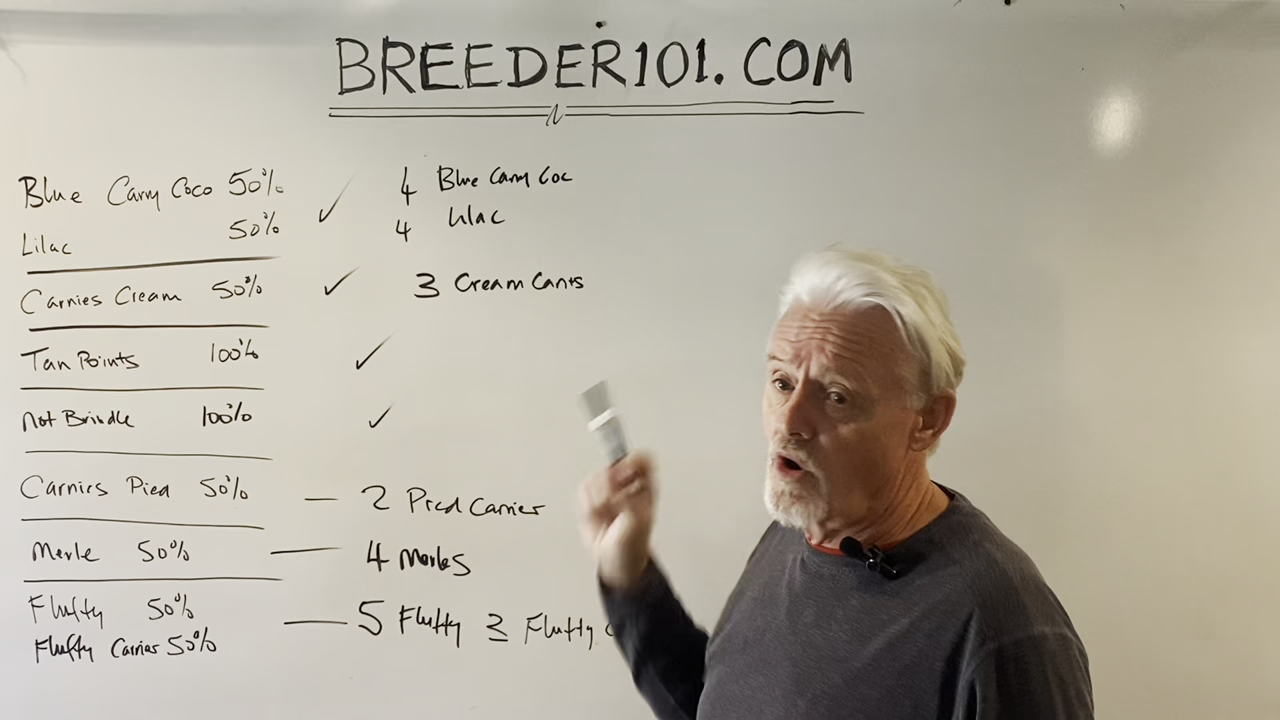 BREEDER101.COM
Blue Carry Coco 50%
4 Blue Carry Coc
Lilac 50%
4 Lilac
Carries Cream 50%
3 Cream Carrs
Tan Points 100%
Not Brindle 100%
Carries Pied 50% — 2 Pied Carrier
Merle 50% — 4 Merles
Fluffy 50% — 5 Fluffy 3 Fluffy C
Fluffy Carrier 50%